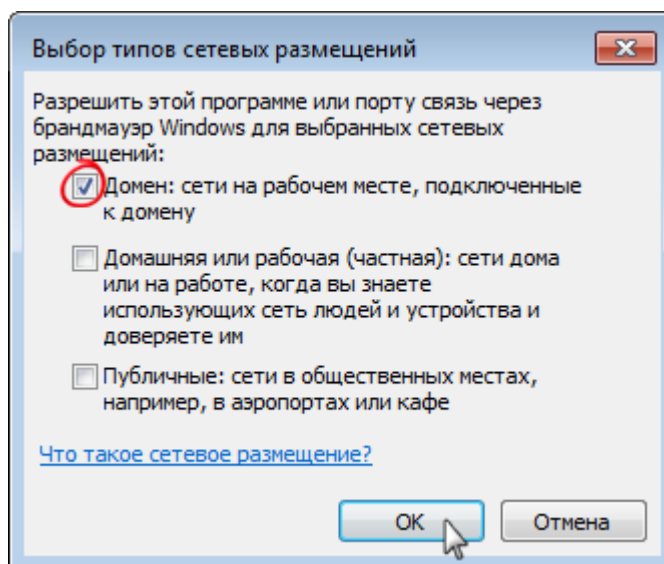 Выбор типов сетевых размещений
Разрешить этой программе или порту связь через
брандмауэр Windows для выбранных сетевых
размещений:
Домен: сети на рабочем месте, подключенные
к домену
Домашняя или рабочая (частная): сети дома
или на работе, когда вы знаете
использующих сеть людей и устройства и
доверяете им
Публичные: сети в общественных местах,
например, в аэропортах или кафе
Что такое сетевое размещение?
ОК
Отмена